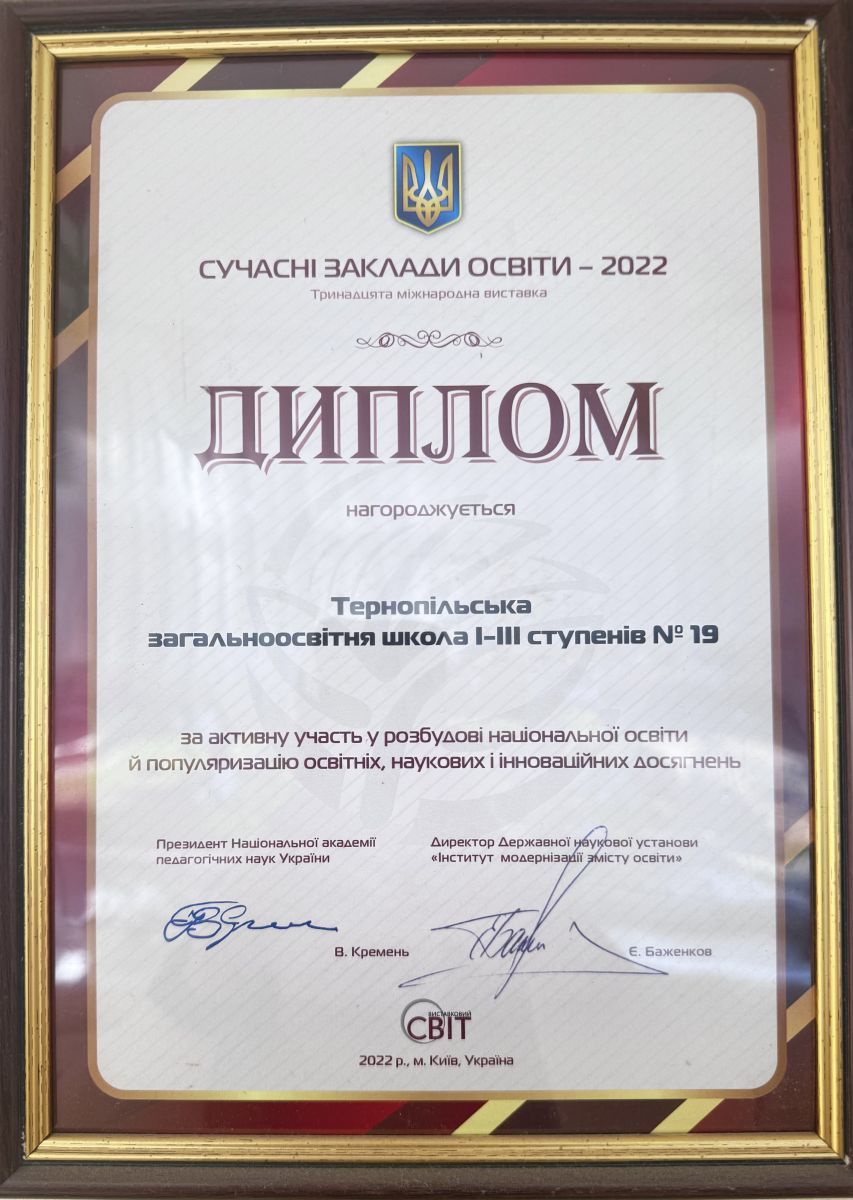 СУЧАСНІ ЗАКЛАДИ ОСВІТИ – 2022
Тринадцята міжнародна виставка
ДИПЛОМ
нагороджується
Тернопільська
загальноосвітня школа І-ІІІ ступенів № 19
за активну участь у розбудові національної освіти
й популяризацію освітніх, наукових і інноваційних досягнень
Президент Національної академії
педагогічних наук України
В. Кремень
Директор Державної наукової установи
«Інститут модернізації змісту освіти»
Є. Баженков
ВИСТАВКОВИЙ
СВІТ
2022 р., м. Київ, Україна